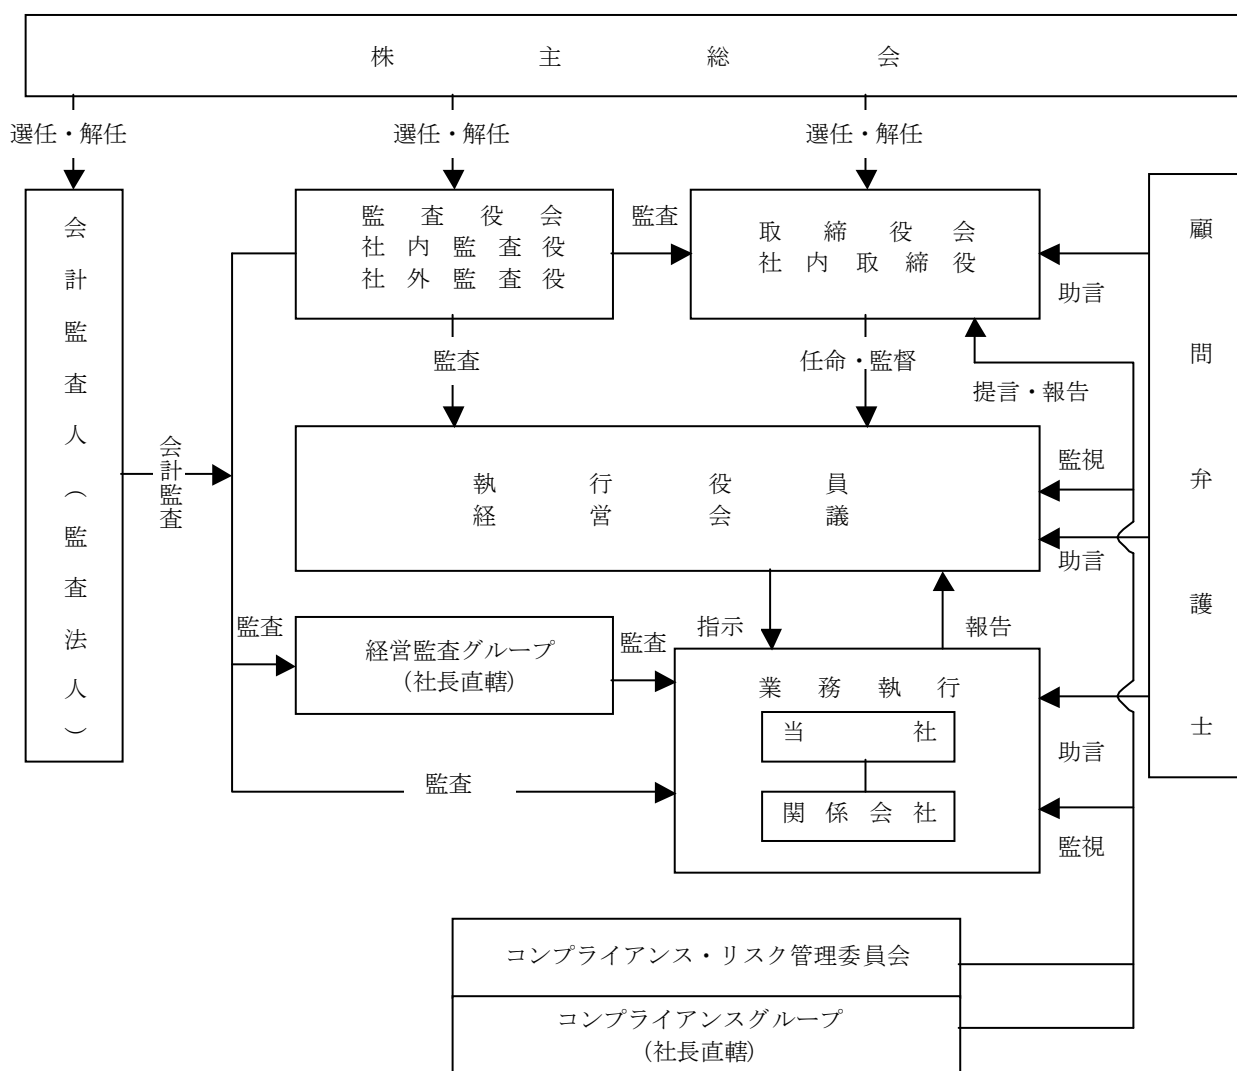 株主総会
選任・解任
選任・解任
選任・解任
会計監査人（監査法人）
監査役会
社内監査役
社外監査役
監査
取締役会
社内取締役
顧問弁護士
助言
監査
任命・監督
提言・報告
会計監査
執行役員
経営会議
監視
助言
監査
経営監査グループ
（社長直轄）
監査
指示
報告
業務執行
当社
関係会社
助言
監査
監視
コンプライアンス・リスク管理委員会
コンプライアンスグループ
（社長直轄）